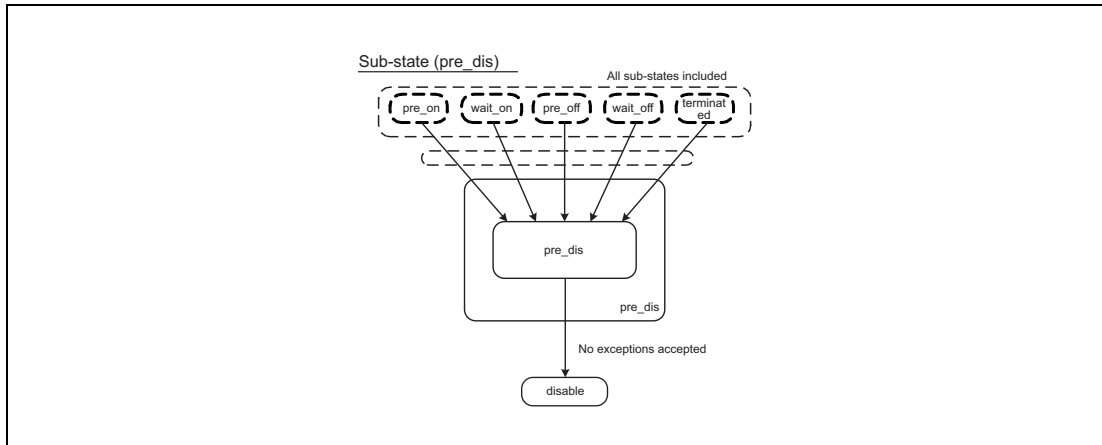 Sub-state (pre_dis)
All sub-states included
pre_on
wait_on
pre_off
wait_off
terminat
ed
pre_dis
pre_dis
No exceptions accepted
disable